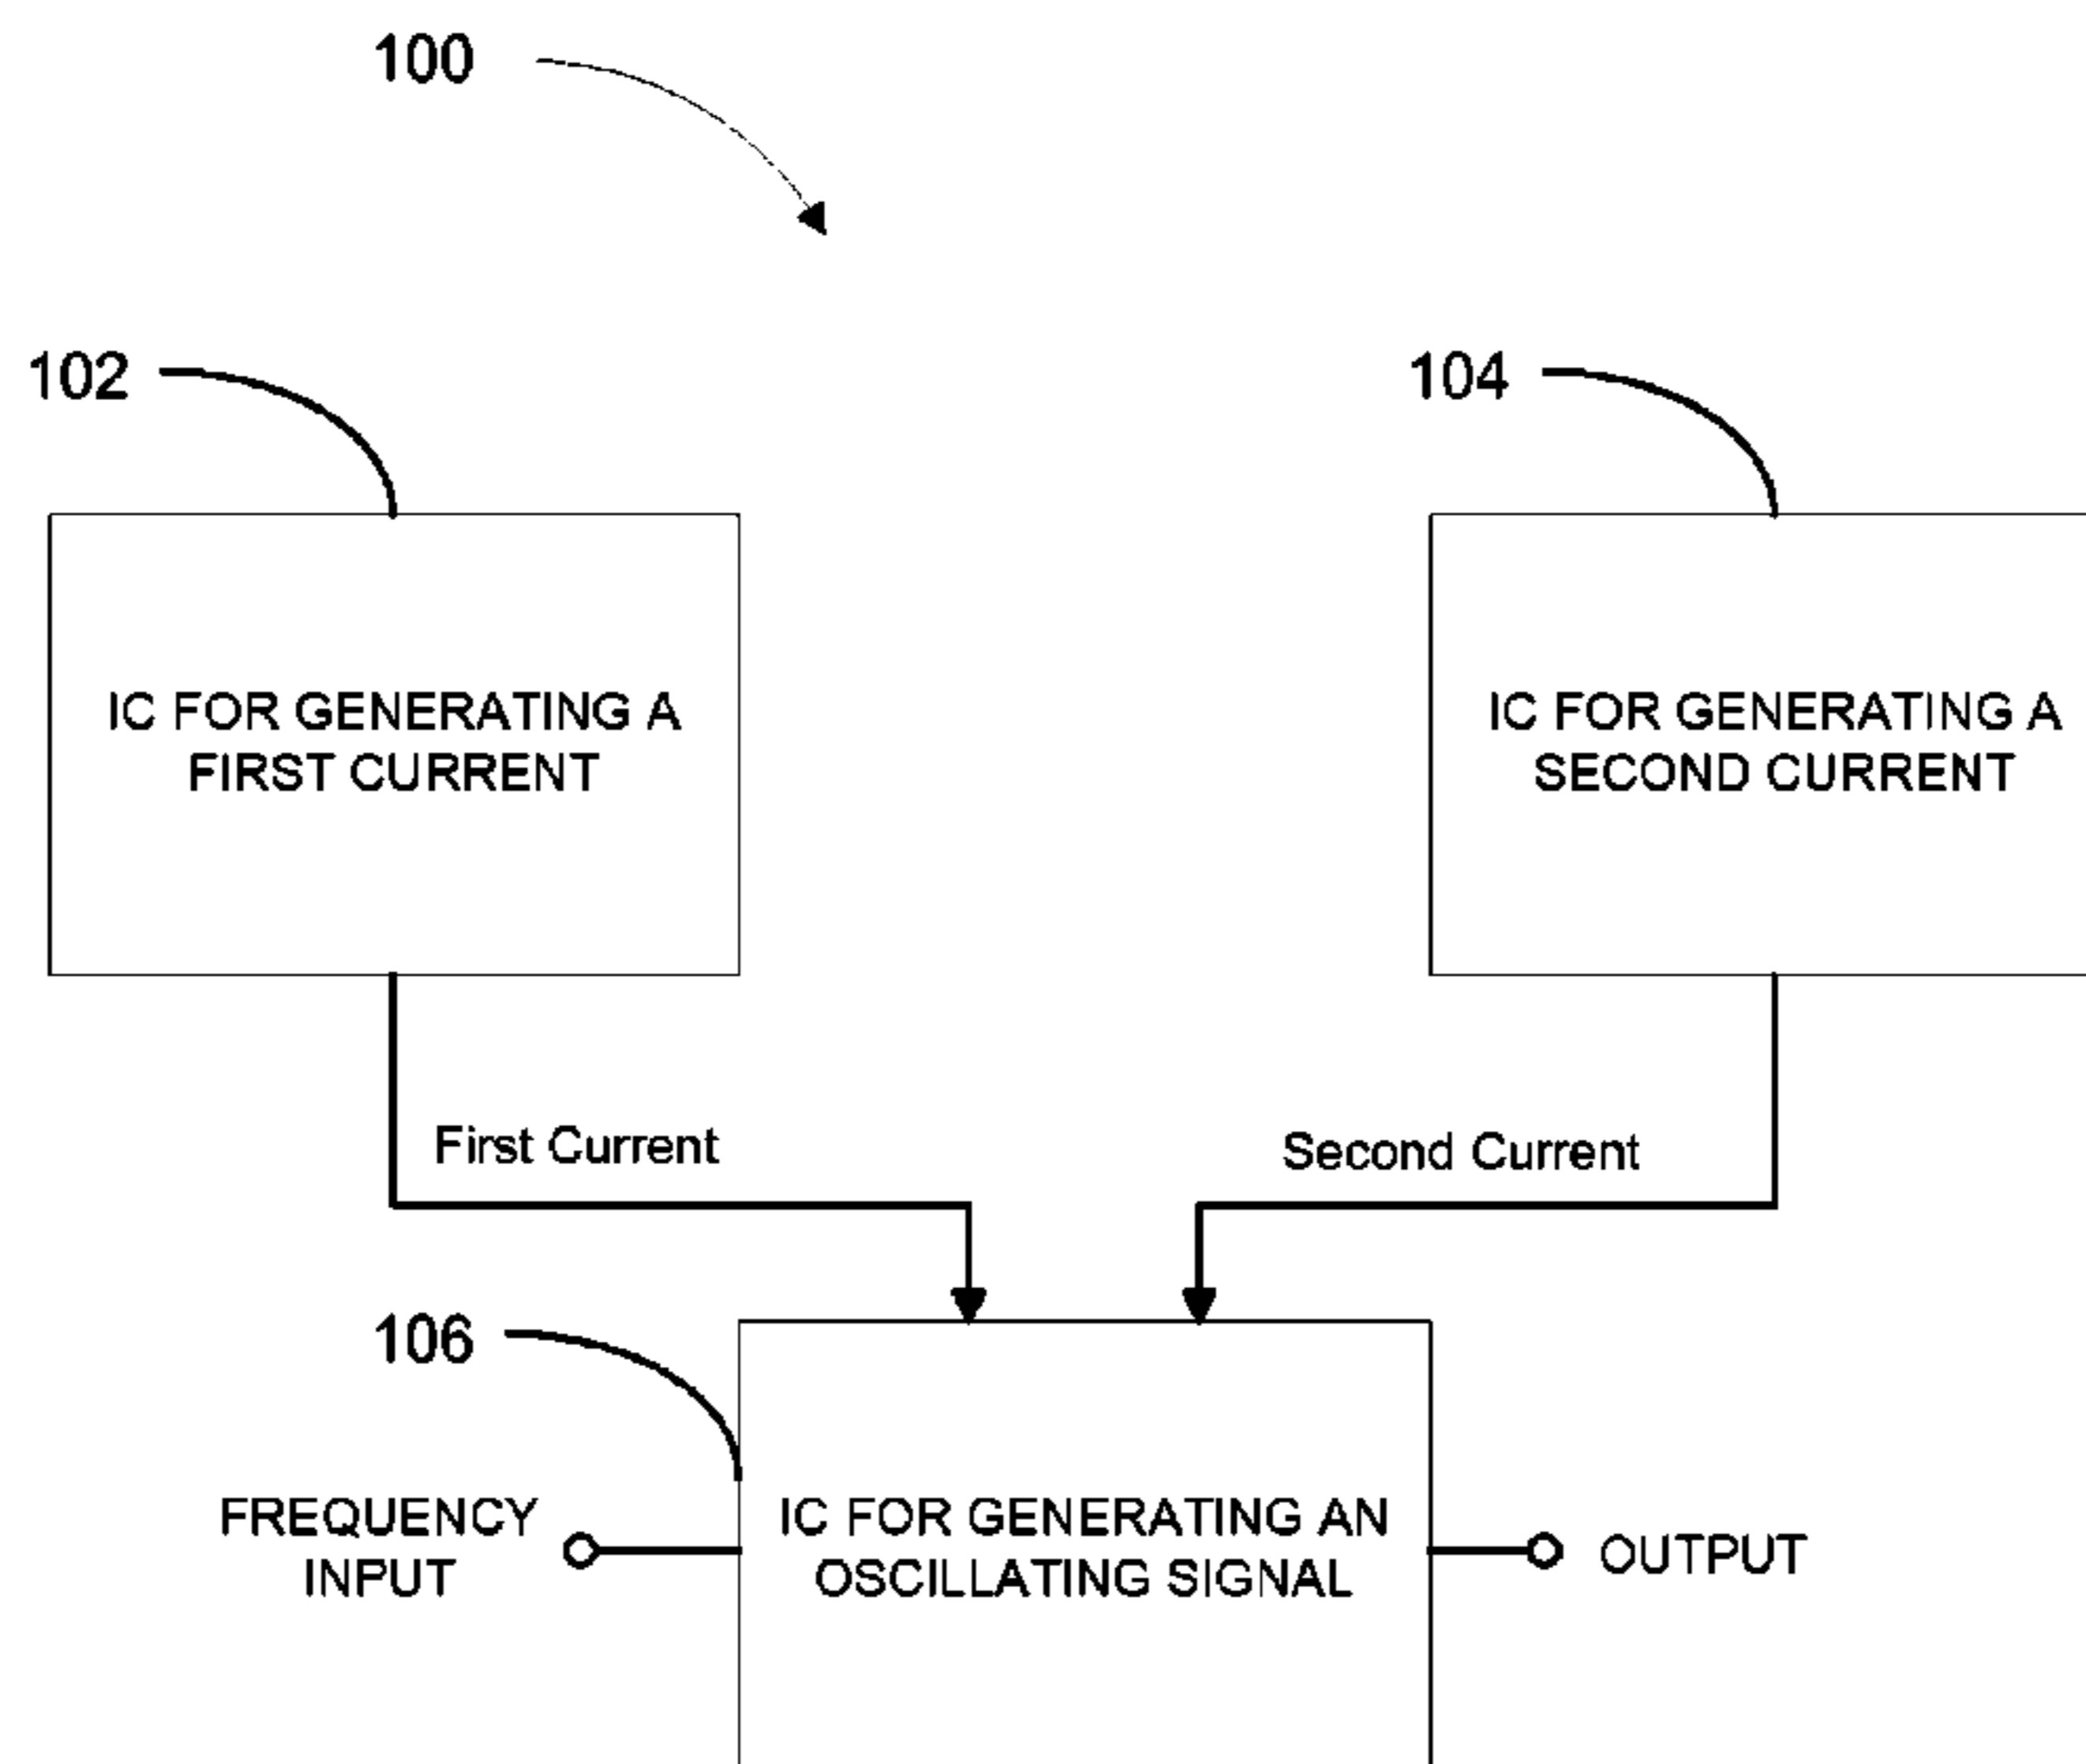 100
102
104
IC FOR GENERATING A
FIRST CURRENT
IC FOR GENERATING A
SECOND CURRENT
First Current
Second Current
106
FREQUENCY
INPUT
IC FOR GENERATING AN
OSCILLATING SIGNAL
OUTPUT